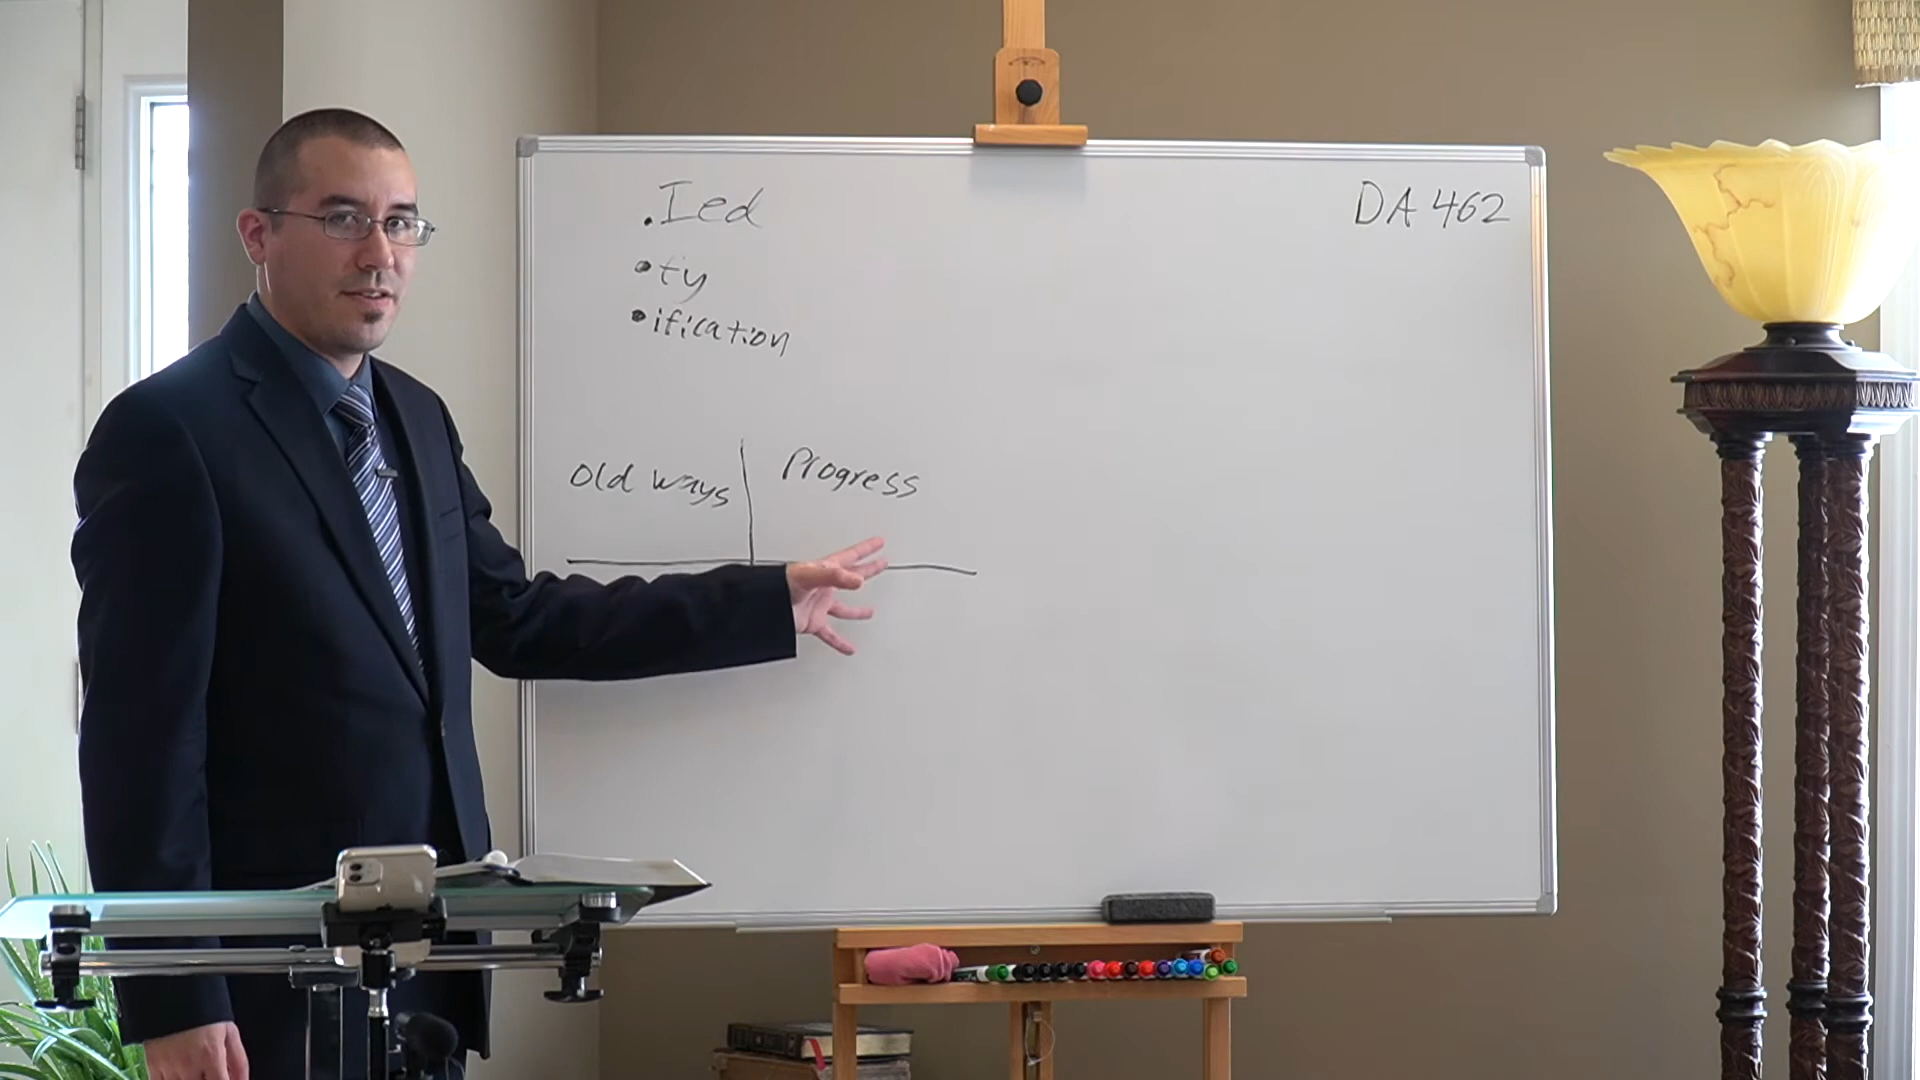 .Ied
DA 462
•ty
•ification
Old ways
Progress